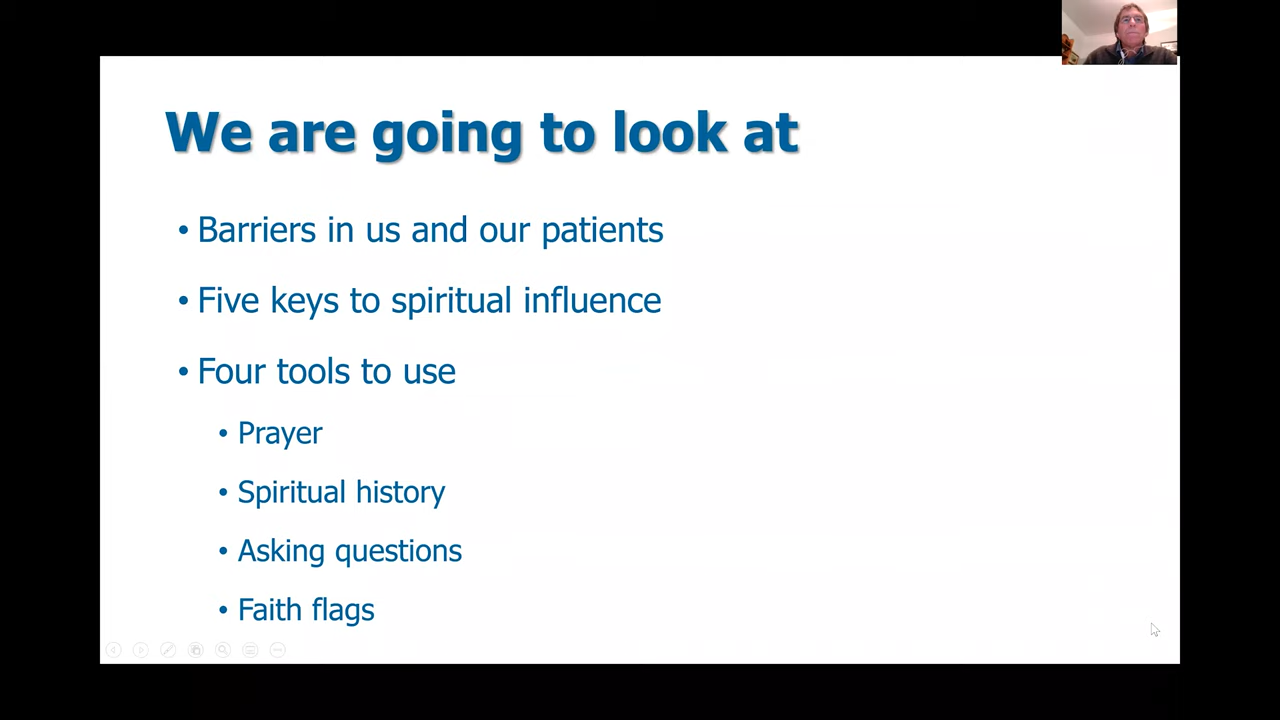 We are going to look at
• Barriers in us and our patients
• Five keys to spiritual influence
• Four tools to use
• Prayer
• Spiritual history
• Asking questions
• Faith flags